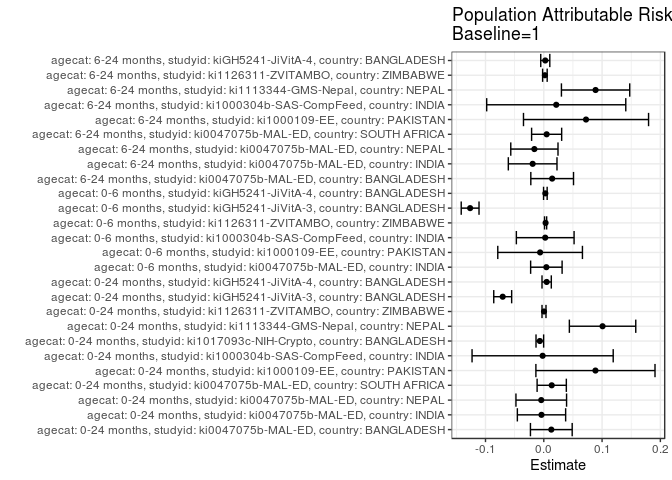 Population Attributable Risk
Baseline=1
agecat: 6-24 months, studyid: kiGH5241-JiVitA-4, country: BANGLADESH
agecat: 6-24 months, studyid: ki1126311-ZVITAMBO, country: ZIMBABWE
agecat: 6-24 months, studyid: ki1113344-GMS-Nepal, country: NEPAL
agecat: 6-24 months, studyid: ki1000304b-SAS-CompFeed, country: INDIA
agecat: 6-24 months, studyid: ki1000109-EE, country: PAKISTAN
agecat: 6-24 months, studyid: ki0047075b-MAL-ED, country: SOUTH AFRICA
agecat: 6-24 months, studyid: ki0047075b-MAL-ED, country: NEPAL
agecat: 6-24 months, studyid: ki0047075b-MAL-ED, country: INDIA
agecat: 6-24 months, studyid: ki0047075b-MAL-ED, country: BANGLADESH
agecat: 0-6 months, studyid: kiGH5241-JiVitA-4, country: BANGLADESH
agecat: 0-6 months, studyid: kiGH5241-JiVitA-3, country: BANGLADESH
agecat: 0-6 months, studyid: ki1126311-ZVITAMBO, country: ZIMBABWE
agecat: 0-6 months, studyid: ki1000304b-SAS-CompFeed, country: INDIA
agecat: 0-6 months, studyid: ki1000109-EE, country: PAKISTAN
agecat: 0-6 months, studyid: ki0047075b-MAL-ED, country: INDIA
agecat: 0-24 months, studyid: kiGH5241-JiVitA-4, country: BANGLADESH
agecat: 0-24 months, studyid: kiGH5241-JiVitA-3, country: BANGLADESH
agecat: 0-24 months, studyid: ki1126311-ZVITAMBO, country: ZIMBABWE
agecat: 0-24 months, studyid: ki1113344-GMS-Nepal, country: NEPAL
agecat: 0-24 months, studyid: ki1017093c-NIH-Crypto, country: BANGLADESH
agecat: 0-24 months, studyid: ki1000304b-SAS-CompFeed, country: INDIA
agecat: 0-24 months, studyid: ki1000109-EE, country: PAKISTAN
agecat: 0-24 months, studyid: ki0047075b-MAL-ED, country: SOUTH AFRICA
agecat: 0-24 months, studyid: ki0047075b-MAL-ED, country: NEPAL
agecat: 0-24 months, studyid: ki0047075b-MAL-ED, country: INDIA
agecat: 0-24 months, studyid: ki0047075b-MAL-ED, country: BANGLADESH
-0.1 0.0 0.1 0.2
Estimate